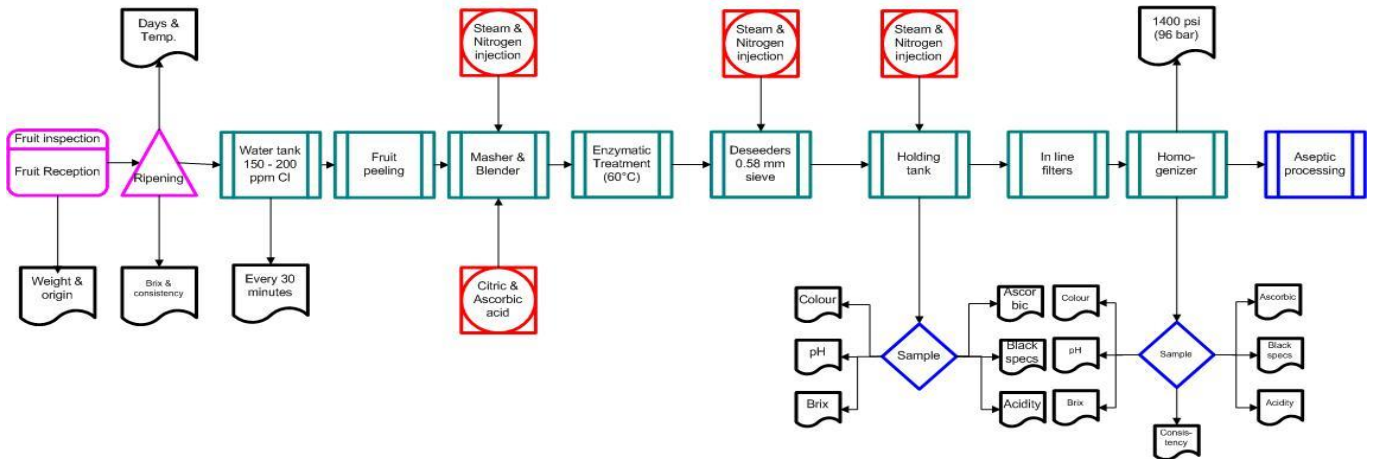 Days &
Temp.
Steam &
Nitrogen
injection
Steam &
Nitrogen
injection
Steam &
Nitrogen
injection
1400 psi
(96 bar)
Fruit inspection
Fruit Reception
Ripening
Water tank
150 - 200
ppm Cl
Fruit
peeling
Masher &
Blender
Enzymatic
Treatment
(60°C)
Deseeders
0.58 mm
sieve
Holding
tank
In line
filters
Homo-
genizer
Aseptic
processing
Weight &
origin
Brix &
consistency
Every 30
minutes
Citric &
Ascorbic
acid
Colour
pH
Brix
Sample
Ascor
bic
Black
specs
Acidity
Colour
pH
Brix
Sample
Ascorbic
Black
specs
Acidity
Consis-
tency